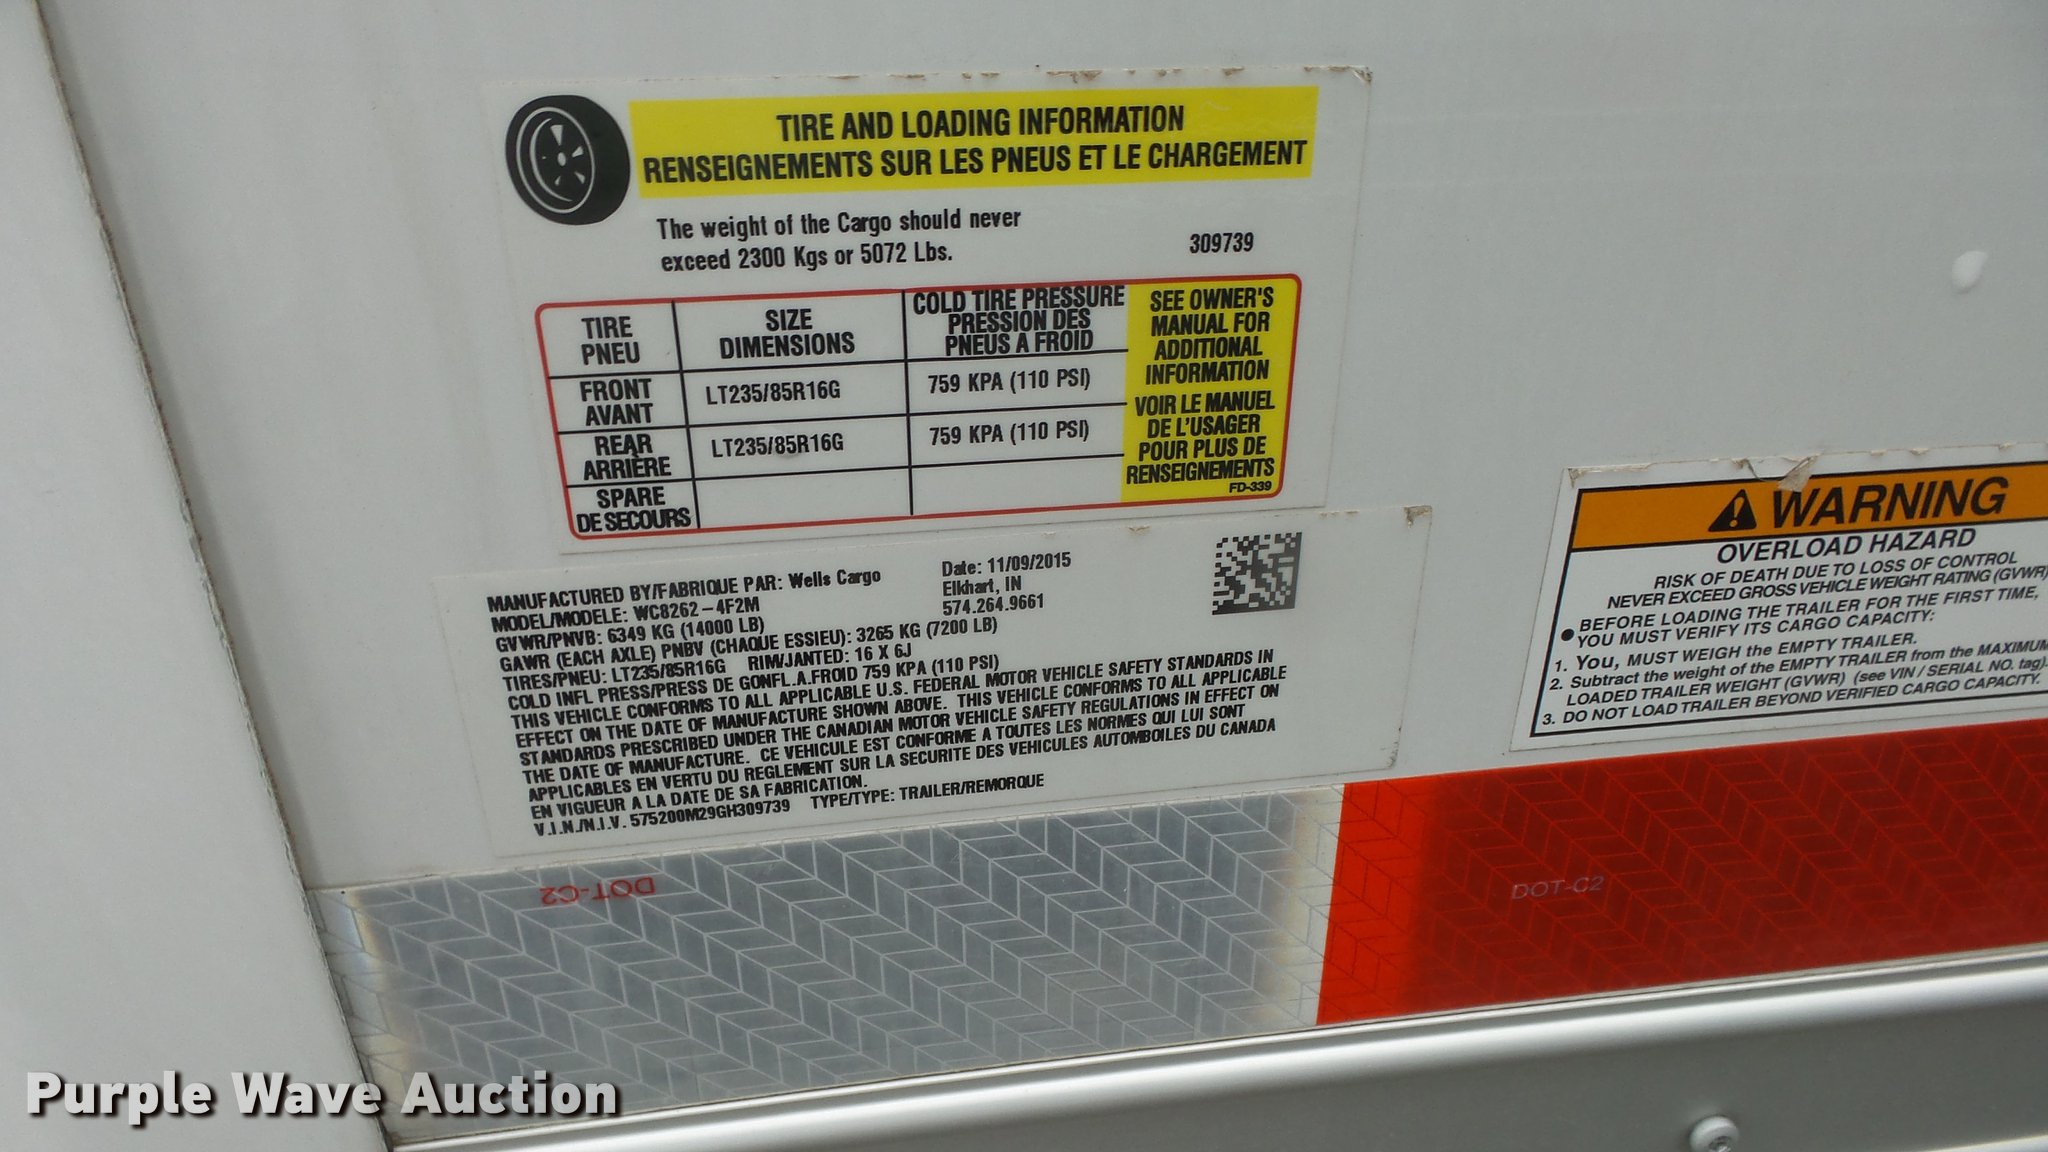 TIRE AND LOADING INFORMATION
RENSEIGNEMENTS SUR LES PNEUS ET LE CHARGEMENT
The weight of the Cargo should never
exceed 2300 Kgs or 5072 Lbs.
309739
TIRE
PNEU
SIZE
DIMENSIONS
COLD TIRE PRESSURE
PRESSION DES
PNEUS A FROID
FRONT
AVANT
LT235/85R16G
759 KPA (110 PSI)
REAR
ARRIÈRE
LT235/85R16G
759 KPA (110 PSI)
SPARE
DE SECOURS
SEE OWNER'S
MANUAL FOR
ADDITIONAL
INFORMATION
VOIR LE MANUEL
DE L'USAGER
POUR PLUS DE
RENSEIGNEMENTS
FD-339
MANUFACTURED BY/FABRIQUE PAR: Wells Cargo
Date: 11/09/2015
MODEL/MODELE: WC8262-4F2M
Elkhart, IN
GVWR/PNVB: 6349 KG (14000 LB)
574.264.9661
GAWR (EACH AXLE) PNBV (CHAQUE ESSIEU): 3265 KG (7200 LB)
TIRES/PNEU: LT235/85R16G RIM/JANTED: 16 X 6J
COLD INFL PRESS/PRESS DE GONFL.A.FROID 759 KPA (110 PSI)
THIS VEHICLE CONFORMS TO ALL APPLICABLE U.S. FEDERAL MOTOR VEHICLE SAFETY STANDARDS IN
EFFECT ON THE DATE OF MANUFACTURE SHOWN ABOVE. THIS VEHICLE CONFORMS TO ALL APPLICABLE
STANDARDS PRESCRIBED UNDER THE CANADIAN MOTOR VEHICLE SAFETY REGULATIONS IN EFFECT ON
THE DATE OF MANUFACTURE. CE VEHICULE EST CONFORME A TOUTES LES NORMES QUI LUI SONT
APPLICABLES EN VERTU DU REGLEMENT SUR LA SECURITE DES VEHICULES AUTOMBOILES DU CANADA
EN VIGUEUR A LA DATE DE SA FABRICATION.
V.I.N./N.I.V. 575200M29GH309739 TYPE/TYPE: TRAILER/REMORQUE
WARNING
OVERLOAD HAZARD
RISK OF DEATH DUE TO LOSS OF CONTROL
NEVER EXCEED GROSS VEHICLE WEIGHT RATING (GVWR)
● BEFORE LOADING THE TRAILER FOR THE FIRST TIME,
YOU MUST VERIFY ITS CARGO CAPACITY:
1. You, MUST WEIGH the EMPTY TRAILER.
2. Subtract the weight of the EMPTY TRAILER from the MAXIMUM
LOADED TRAILER WEIGHT (GVWR) (see VIN / SERIAL NO. tag).
3. DO NOT LOAD TRAILER BEYOND VERIFIED CARGO CAPACITY.
DOT-C2
DOT-C2
Purple Wave Auction